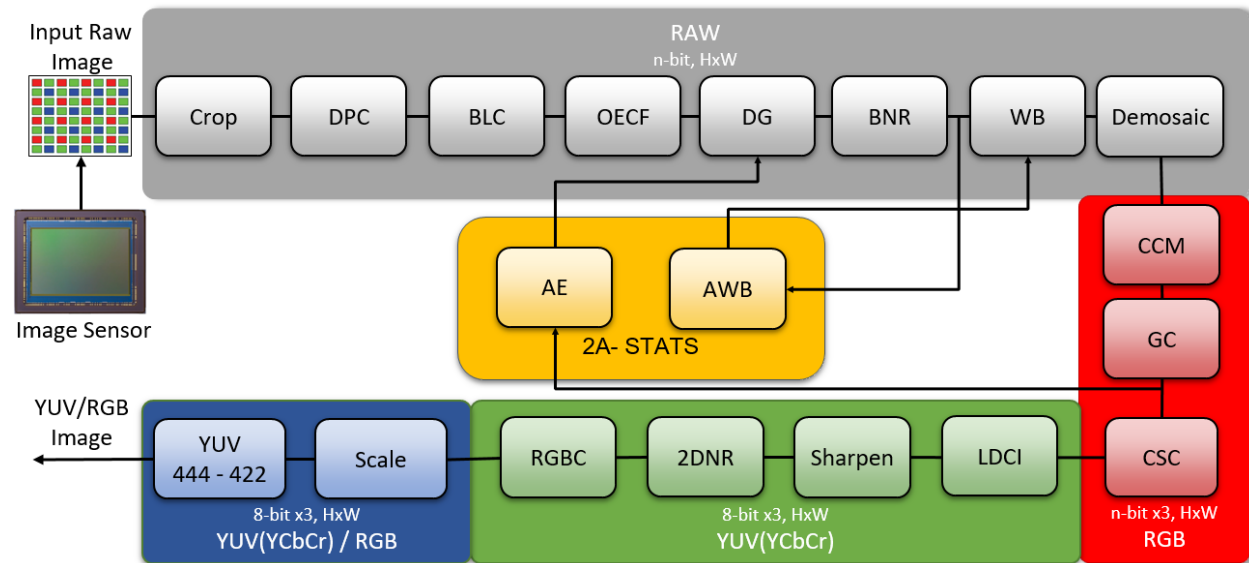 Input Raw
Image
RAW
n-bit, HxW
Crop
DPC
BLC
OECF
DG
BNR
WB
Demosaic
Image Sensor
AE
AWB
2A- STATS
CCM
GC
CSC
n-bit x3, HxW
RGB
YUV/RGB
Image
YUV
444 - 422
Scale
8-bit x3, HxW
YUV(YCbCr) / RGB
RGBC
2DNR
Sharpen
LDCI
8-bit x3, HxW
YUV(YCbCr)